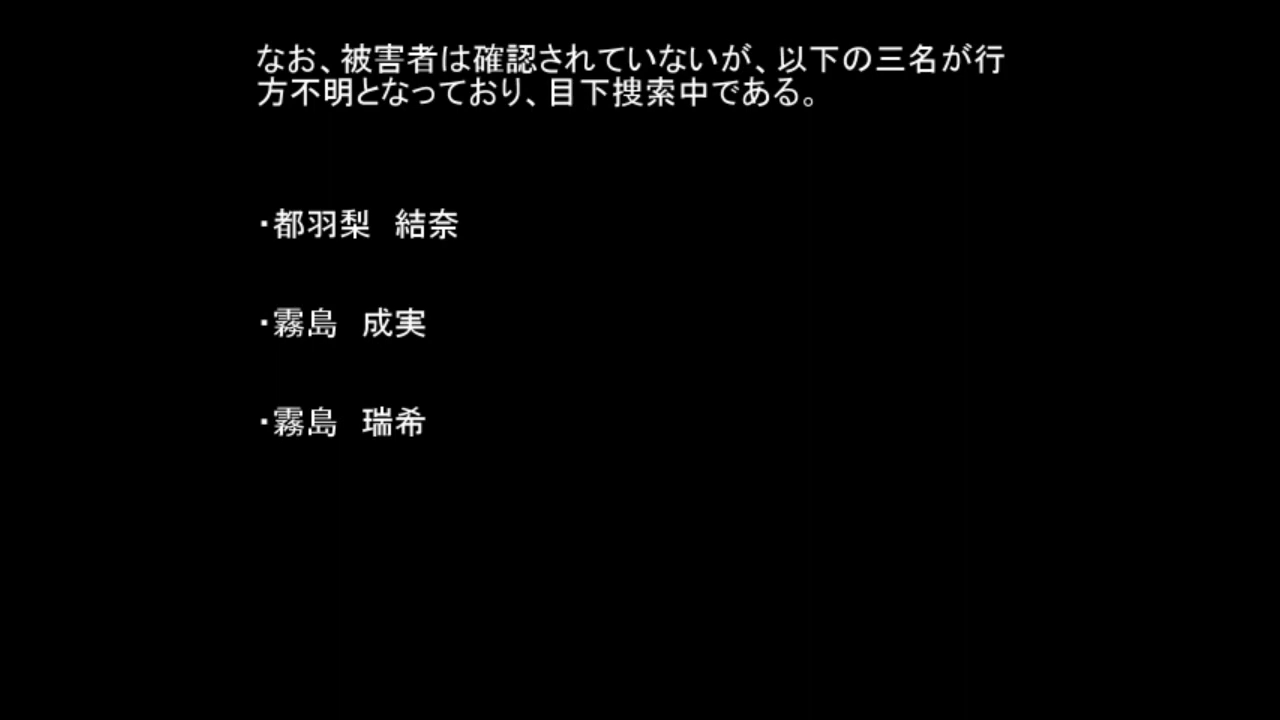 なお、被害者は確認されていないが、以下の三名が行
方不明となっており、目下捜索中である。
・都羽梨　結奈
・霧島　成実
・霧島　瑞希